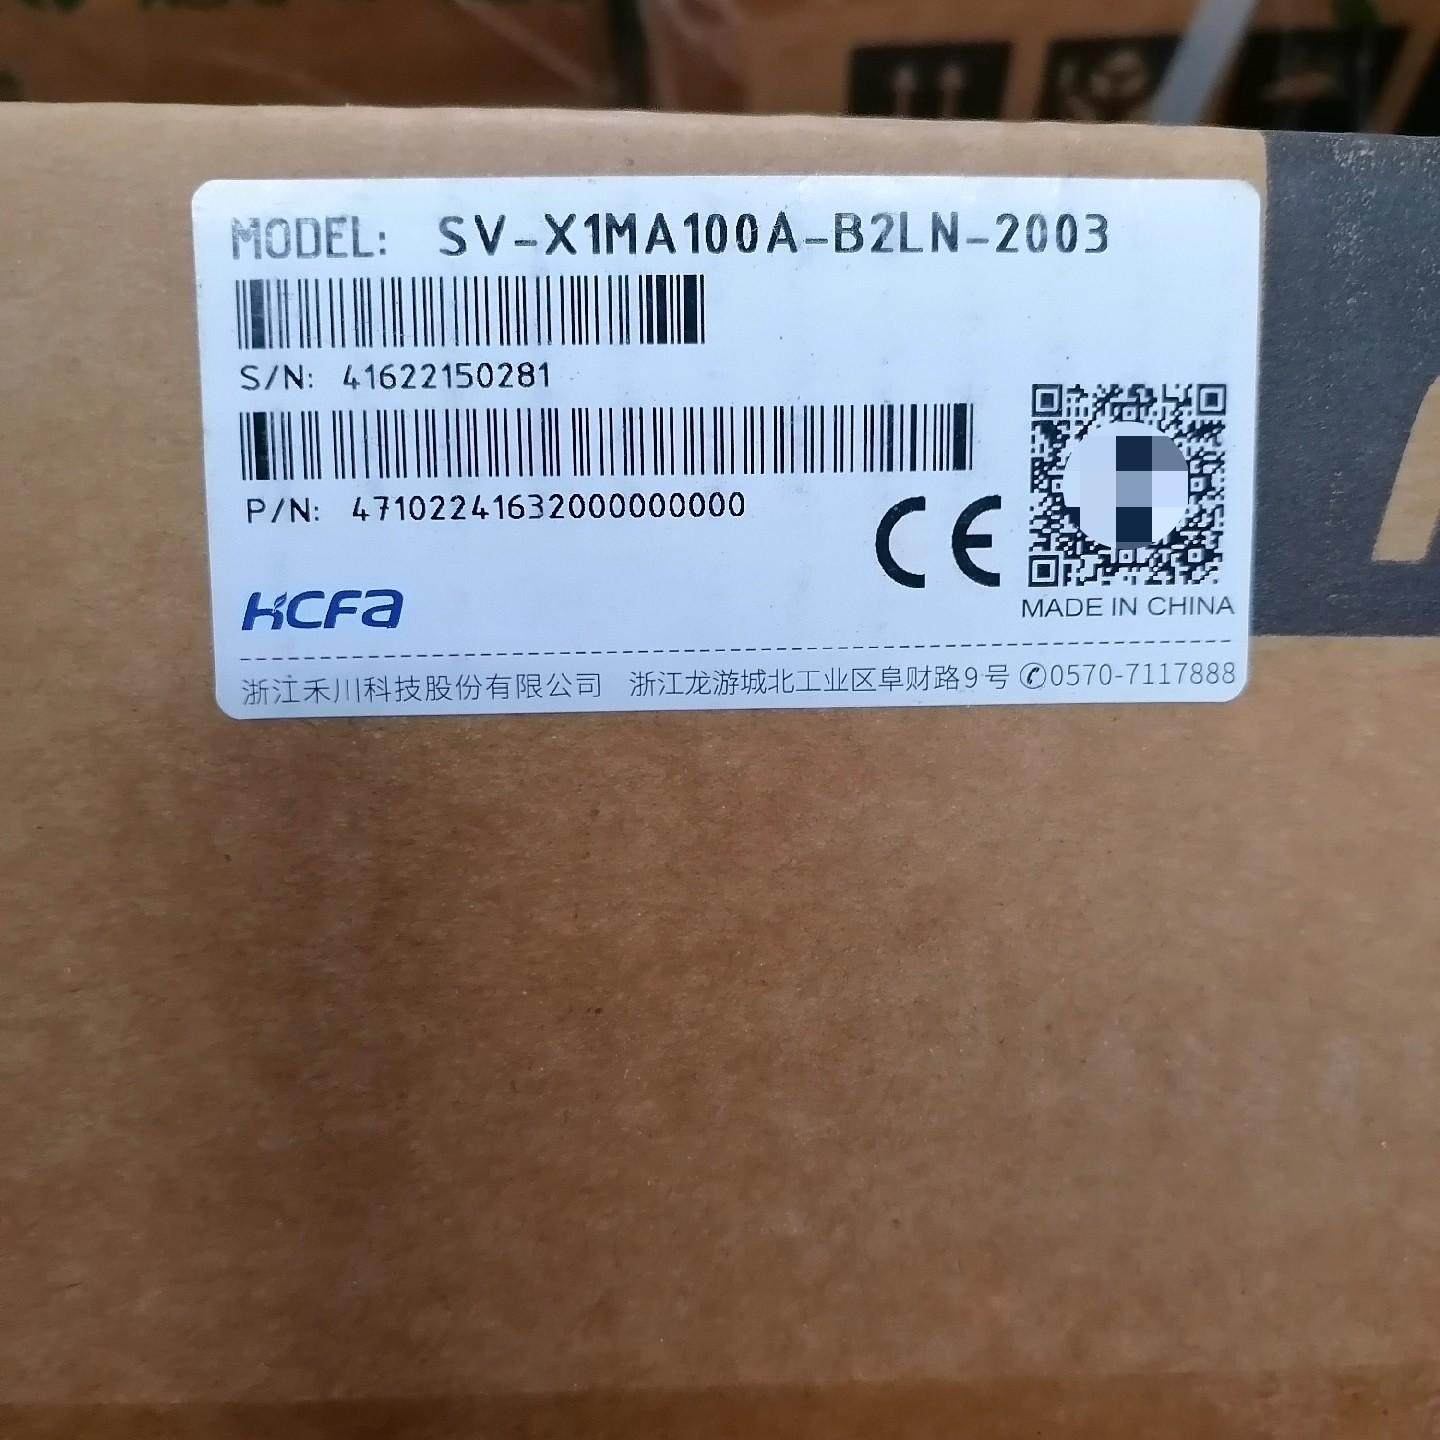 MODEL: SV-X1MA100A-B2LN-2003
S/N: 41622150281
P/N: 47102241632000000000
CE
MADE IN CHINA
HCFA
浙江禾川科技股份有限公司 浙江龙游城北工业区阜财路9号 ✆0570-7117888